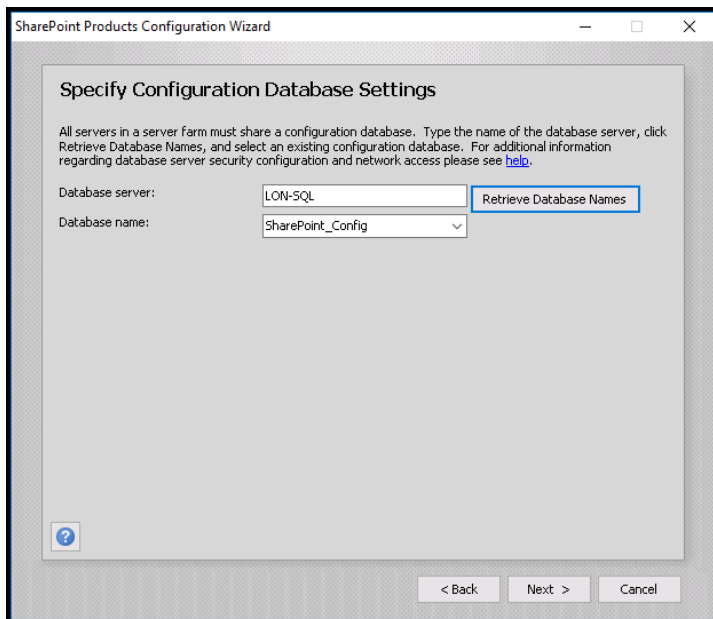 SharePoint Products Configuration Wizard
Specify Configuration Database Settings
All servers in a server farm must share a configuration database. Type the name of the database server, click
Retrieve Database Names, and select an existing configuration database. For additional information
regarding database server security configuration and network access please see help.
Database server:
LON-SQL
Retrieve Database Names
Database name:
SharePoint_Config
?
< Back
Next >
Cancel